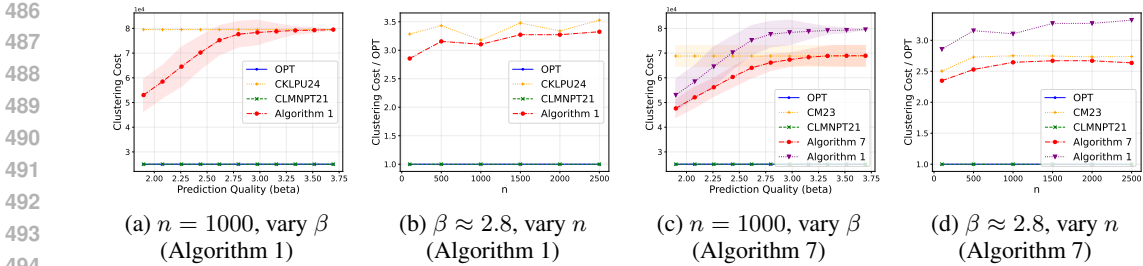 486
487
488
489
490
491
492
493
494
1e4
Clustering Cost
8
7
6
5
4
3
OPT
CKLPU24
CLMNPT21
Algorithm 1
2.00 2.25 2.50 2.75 3.00 3.25 3.50 3.75
Prediction Quality (beta)
(a) n = 1000, vary β
(Algorithm 1)
Clustering Cost / OPT
3.5
3.0
2.5
2.0
1.5
1.0
OPT
CKLPU24
CLMNPT21
Algorithm 1
0 500 1000 1500 2000 2500
n
(b) β ≈ 2.8, vary n
(Algorithm 1)
1e4
Clustering Cost
8
7
6
5
4
3
OPT
CM23
CLMNPT21
Algorithm 7
Algorithm 1
2.00 2.25 2.50 2.75 3.00 3.25 3.50 3.75
Prediction Quality (beta)
(c) n = 1000, vary β
(Algorithm 7)
Clustering Cost / OPT
3.0
2.5
2.0
1.5
1.0
OPT
CM23
CLMNPT21
Algorithm 7
Algorithm 1
0 500 1000 1500 2000 2500
n
(d) β ≈ 2.8, vary n
(Algorithm 7)